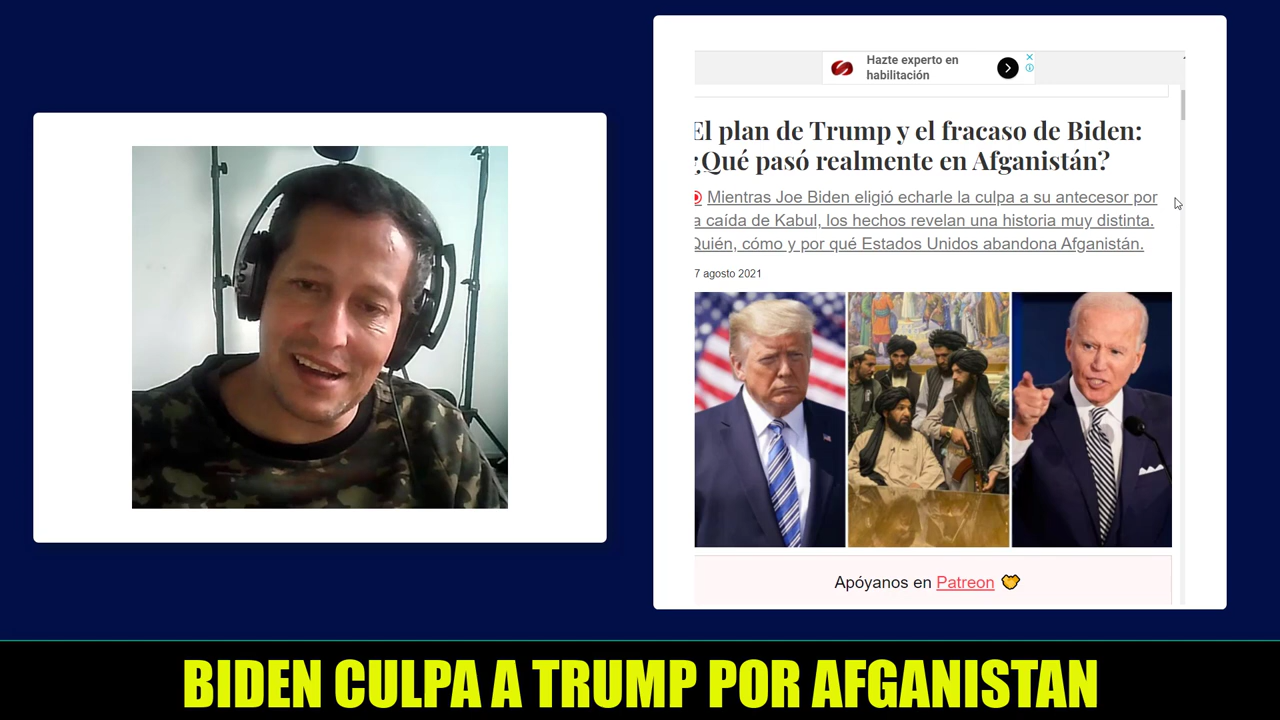 Hazte experto en
habilitación
El plan de Trump y el fracaso de Biden:
¿Qué pasó realmente en Afganistán?
Mientras Joe Biden eligió echarle la culpa a su antecesor por
a caída de Kabul, los hechos revelan una historia muy distinta.
Quién, cómo y por qué Estados Unidos abandona Afganistán.
7 agosto 2021
Apóyanos en Patreon
BIDEN CULPA A TRUMP POR AFGANISTAN